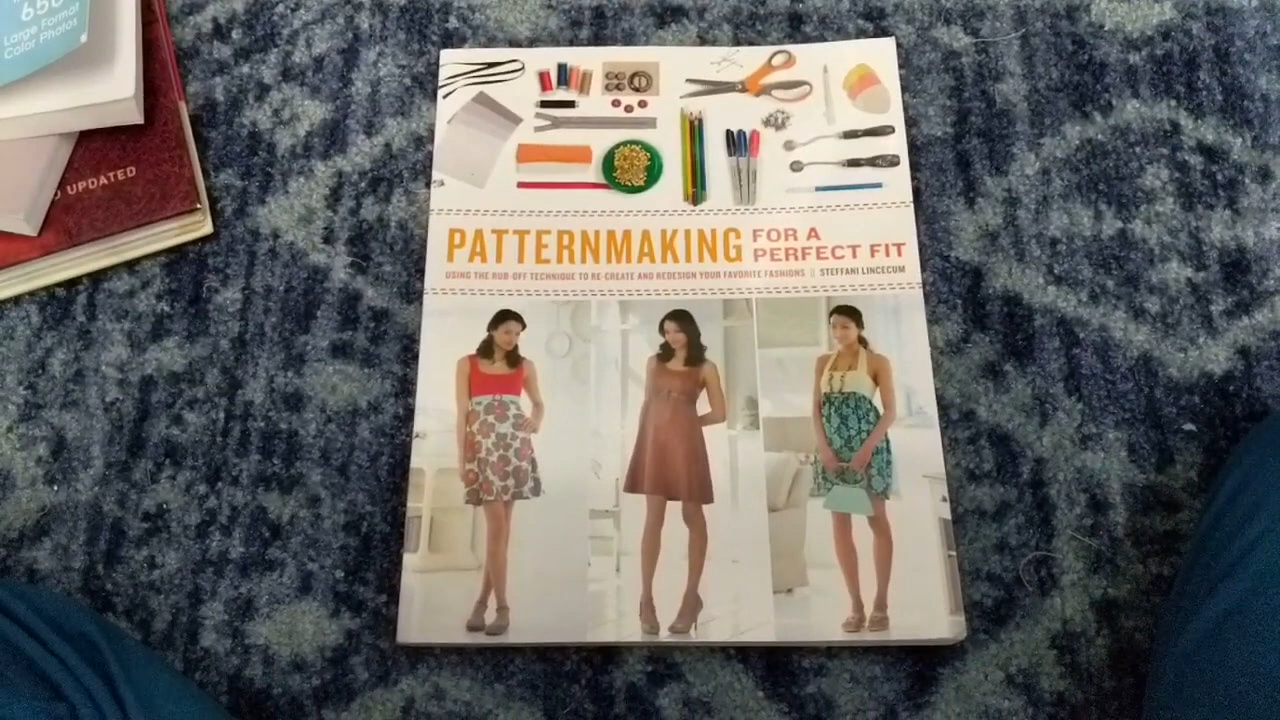 650
Large Format
Color Photos
UPDATED
PATTERNMAKING FOR A
PERFECT FIT
USING THE RUB-OFF TECHNIQUE TO RE-CREATE AND REDESIGN YOUR FAVORITE FASHIONS || STEFFANI LINCECUM